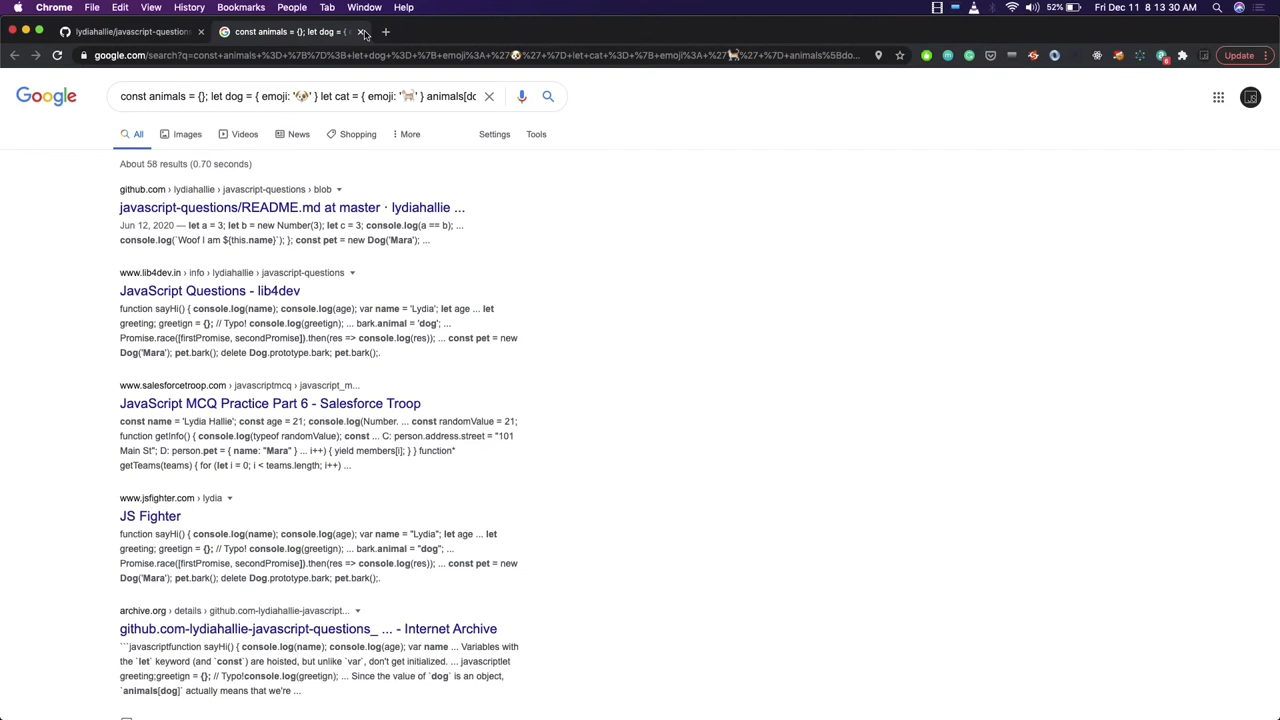 Chrome File Edit View History Bookmarks People Tab Window Help 52% Fri Dec 11 8 13:30 AM
lydiahallie/javascript-questions const animals = {}; let dog = {
google.com/search?q=const+animals+%3D+%7B%7D%3B+let+dog+%3D+%7B+emoji%3A+%27🐶%27+%7D+let+cat+%3D+%7B+emoji%3A+%27🐈%27+%7D+animals%5Bdo... 6 Update
Google const animals = {}; let dog = { emoji: '🐶' } let cat = { emoji: '🐈' } animals[dc JS
All Images Videos News Shopping More Settings Tools
About 58 results (0.70 seconds)
github.com › lydiahallie › javascript-questions › blob
javascript-questions/README.md at master · lydiahallie ...
Jun 12, 2020 — let a = 3; let b = new Number(3); let c = 3; console.log(a == b); ...
console.log(`Woof I am ${this.name}`); }; const pet = new Dog('Mara'); ...
www.lib4dev.in › info › lydiahallie › javascript-questions
JavaScript Questions - lib4dev
function sayHi() { console.log(name); console.log(age); var name = 'Lydia'; let age ... let
greeting; greetign = {}; // Typo! console.log(greetign); ... bark.animal = 'dog'; ...
Promise.race([firstPromise, secondPromise]).then(res => console.log(res)); ... const pet = new
Dog('Mara'); pet.bark(); delete Dog.prototype.bark; pet.bark();.
www.salesforcetroop.com › javascriptmcq › javascript_m...
JavaScript MCQ Practice Part 6 - Salesforce Troop
const name = 'Lydia Hallie'; const age = 21; console.log(Number. ... const randomValue = 21;
function getInfo() { console.log(typeof randomValue); const ... C: person.address.street = "101
Main St"; D: person.pet = { name: "Mara" } ... i++) { yield members[i]; } } function*
getTeams(teams) { for (let i = 0; i < teams.length; i++) ...
www.jsfighter.com › lydia
JS Fighter
function sayHi() { console.log(name); console.log(age); var name = "Lydia"; let age ... let
greeting; greetign = {}; // Typo! console.log(greetign); ... bark.animal = "dog"; ...
Promise.race([firstPromise, secondPromise]).then(res => console.log(res)); ... const pet = new
Dog('Mara'); pet.bark(); delete Dog.prototype.bark; pet.bark();.
archive.org › details › github.com-lydiahallie-javascript...
github.com-lydiahallie-javascript-questions_ ... - Internet Archive
```javascriptfunction sayHi() { console.log(name); console.log(age); var name ... Variables with
the `let` keyword (and `const`) are hoisted, but unlike `var`, don't get initialized. ... javascriptlet
greeting;greetign = {}; // Typo!console.log(greetign); ... Since the value of `dog` is an object,
`animals[dog]` actually means that we're ...